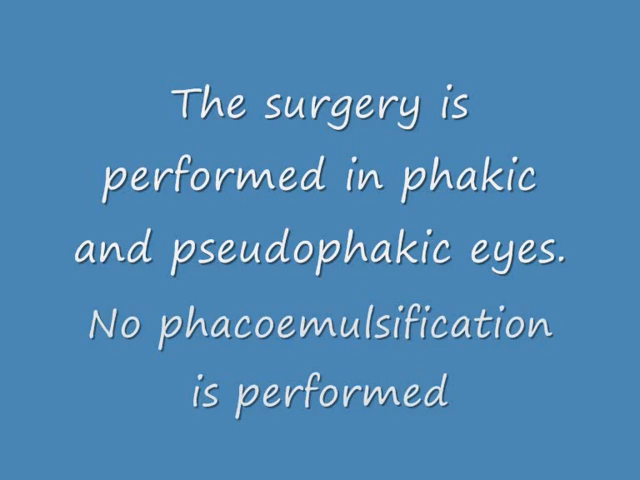 The surgery is
performed in phakic
and pseudophakic eyes.
No phacoemulsification
is performed